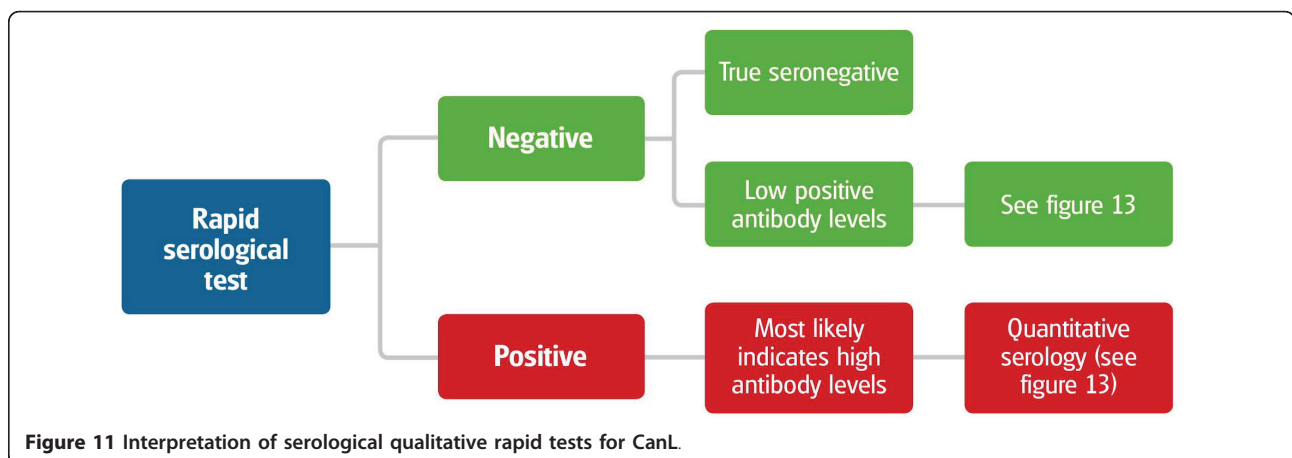 True seronegative
Negative
Low positive
antibody levels
See figure 13
Rapid
serological
test
Positive
Most likely
indicates high
antibody levels
Quantitative
serology (see
figure 13)
Figure 11 Interpretation of serological qualitative rapid tests for CanL.